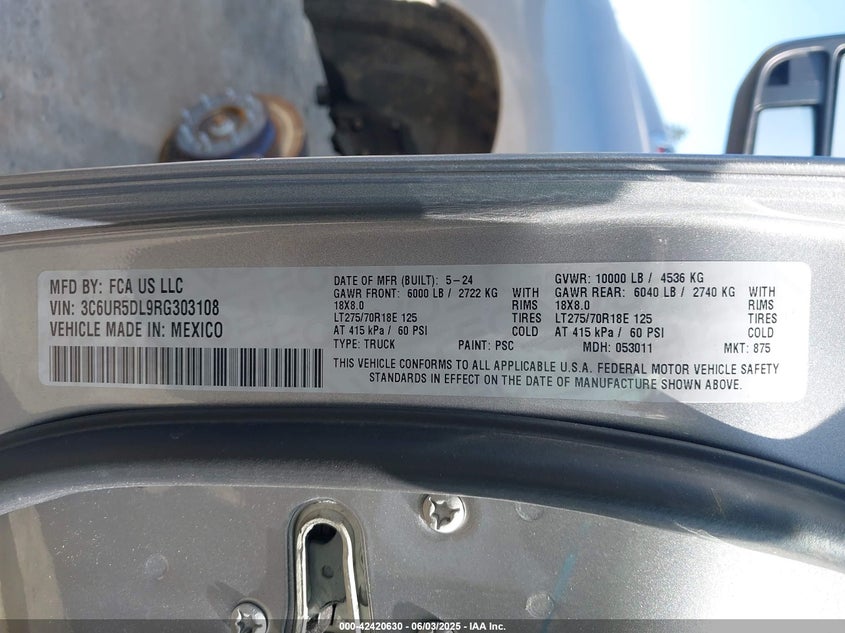 MFD BY: FCA US LLC
VIN: 3C6UR5DL9RG303108
VEHICLE MADE IN: MEXICO
DATE OF MFR (BUILT): 5-24
GAWR FRONT: 6000 LB / 2722 KG WITH
18X8.0 RIMS
LT275/70R18E 125 TIRES
AT 415 kPa / 60 PSI COLD
TYPE: TRUCK PAINT: PSC
GVWR: 10000 LB / 4536 KG
GAWR REAR: 6040 LB / 2740 KG WITH
18X8.0 RIMS
LT275/70R18E 125 TIRES
AT 415 kPa / 60 PSI COLD
MDH: 053011 MKT: 875
THIS VEHICLE CONFORMS TO ALL APPLICABLE U.S.A. FEDERAL MOTOR VEHICLE SAFETY
STANDARDS IN EFFECT ON THE DATE OF MANUFACTURE SHOWN ABOVE.
000-42420630 - 06/03/2025 - IAA Inc.